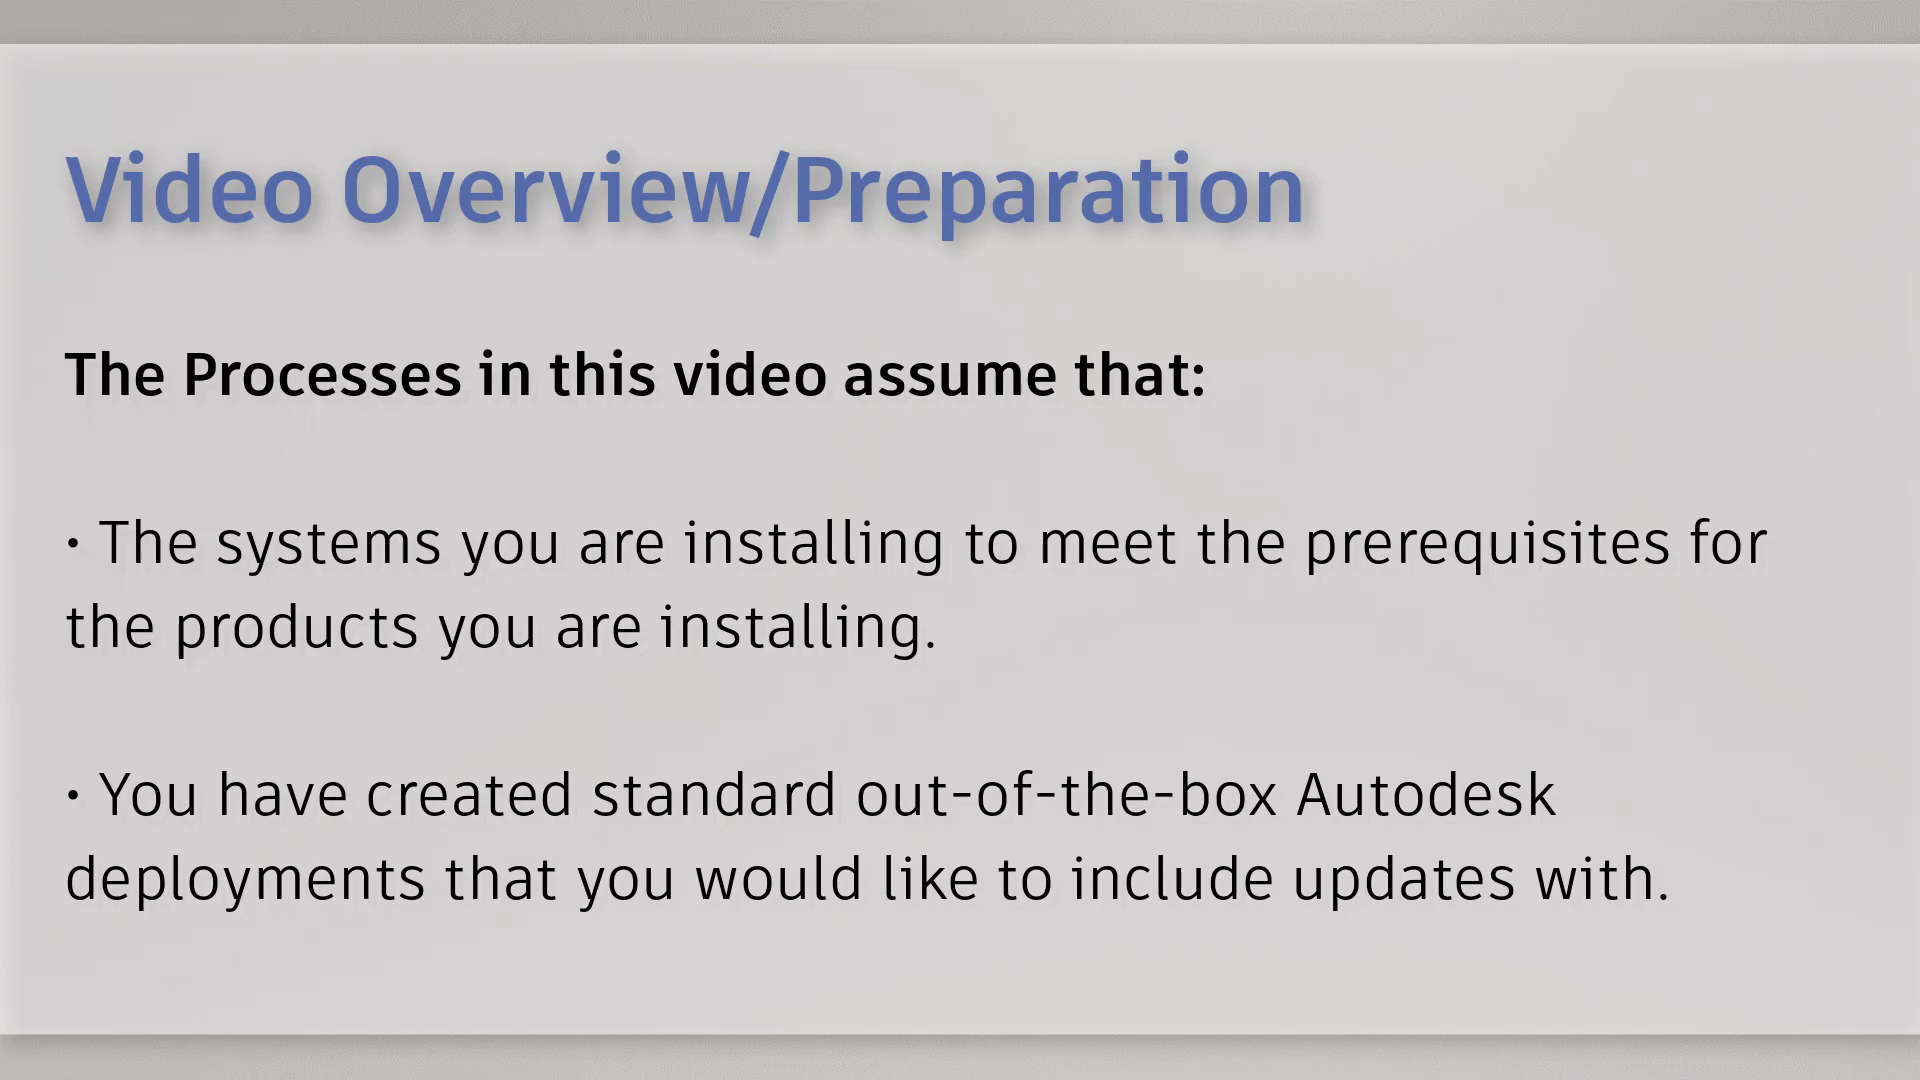 Video Overview/Preparation
The Processes in this video assume that:
· The systems you are installing to meet the prerequisites for
the products you are installing.
· You have created standard out-of-the-box Autodesk
deployments that you would like to include updates with.